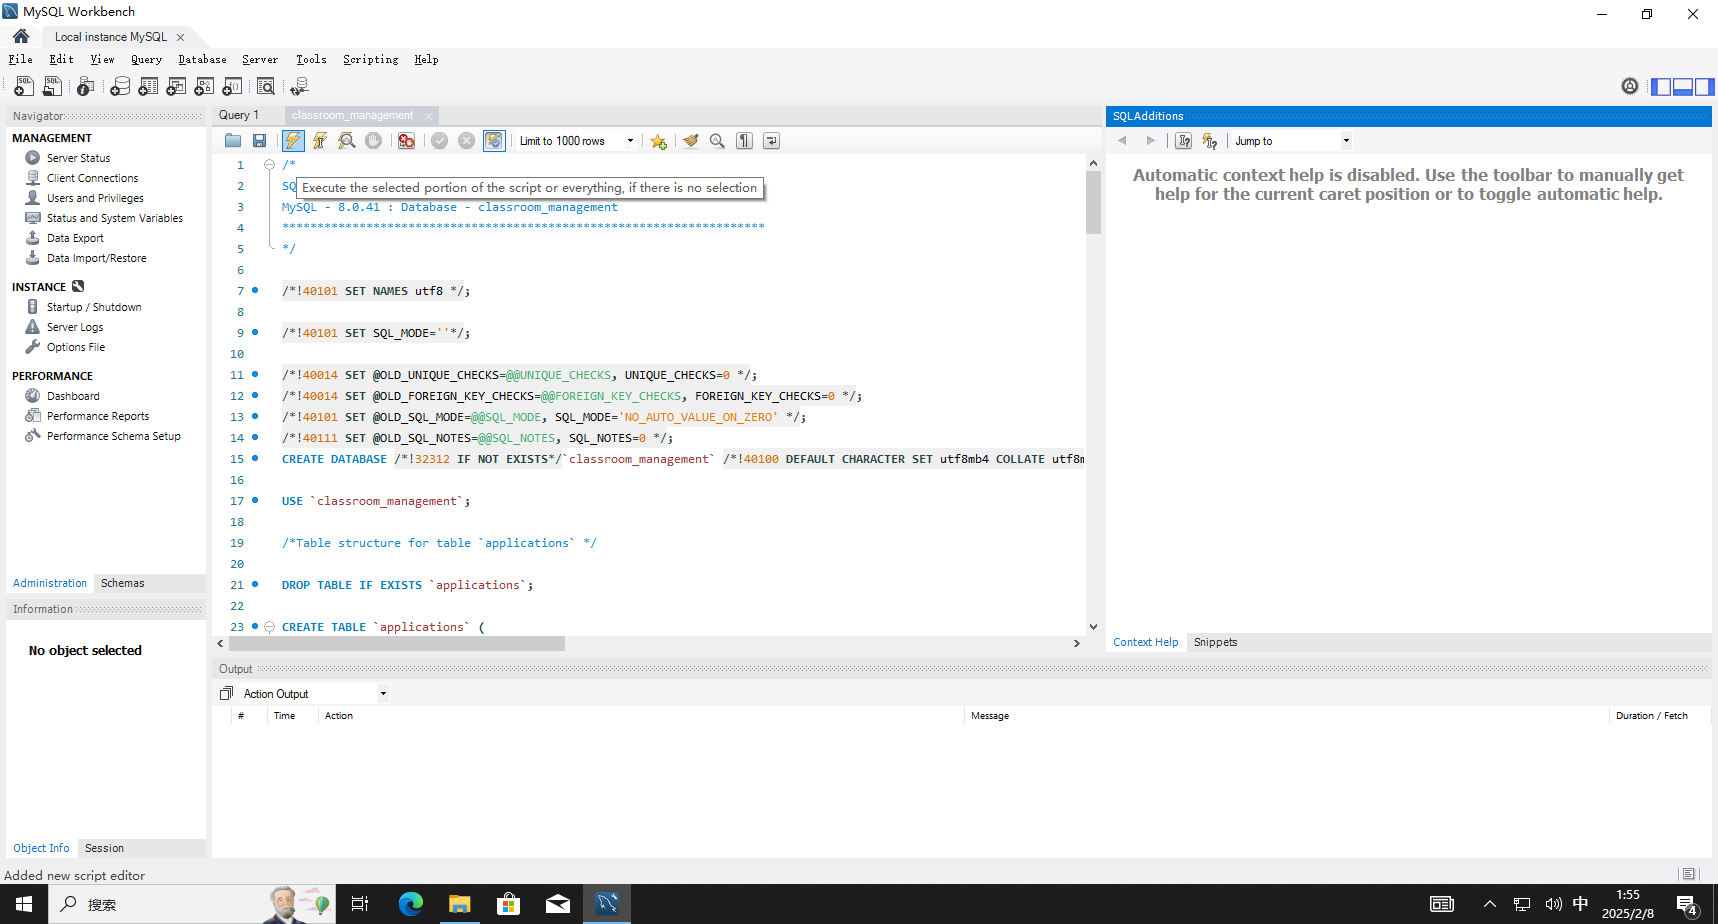 MySQL Workbench
Local instance MySQL
File Edit View Query Database Server Tools Scripting Help
Navigator
MANAGEMENT
Server Status
Client Connections
Users and Privileges
Status and System Variables
Data Export
Data Import/Restore
INSTANCE
Startup / Shutdown
Server Logs
Options File
PERFORMANCE
Dashboard
Performance Reports
Performance Schema Setup
Administration Schemas
Information
No object selected
Object Info Session
Query 1 classroom_management
Limit to 1000 rows
1 /*
2 SQ
Execute the selected portion of the script or everything, if there is no selection
3 MySQL - 8.0.41 : Database - classroom_management
4 *********************************************************************
5 */
6
7 /*!40101 SET NAMES utf8 */;
8
9 /*!40101 SET SQL_MODE=''*/;
10
11 /*!40014 SET @OLD_UNIQUE_CHECKS=@@UNIQUE_CHECKS, UNIQUE_CHECKS=0 */;
12 /*!40014 SET @OLD_FOREIGN_KEY_CHECKS=@@FOREIGN_KEY_CHECKS, FOREIGN_KEY_CHECKS=0 */;
13 /*!40101 SET @OLD_SQL_MODE=@@SQL_MODE, SQL_MODE='NO_AUTO_VALUE_ON_ZERO' */;
14 /*!40111 SET @OLD_SQL_NOTES=@@SQL_NOTES, SQL_NOTES=0 */;
15 CREATE DATABASE /*!32312 IF NOT EXISTS*/`classroom_management` /*!40100 DEFAULT CHARACTER SET utf8mb4 COLLATE utf8m
16
17 USE `classroom_management`;
18
19 /*Table structure for table `applications` */
20
21 DROP TABLE IF EXISTS `applications`;
22
23 CREATE TABLE `applications` (
SQLAdditions
Jump to
Automatic context help is disabled. Use the toolbar to manually get
help for the current caret position or to toggle automatic help.
Context Help Snippets
Output
Action Output
# Time Action Message Duration / Fetch
Added new script editor
搜索
中
1:55
2025/2/8
4